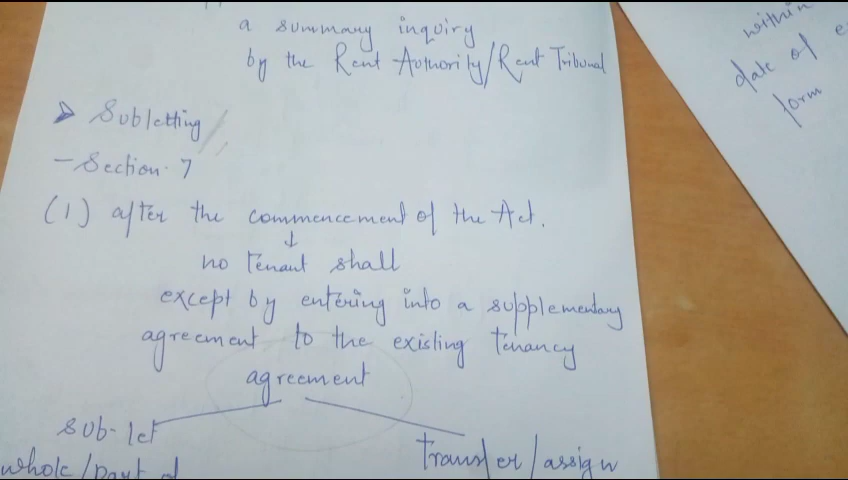 a summary inquiry
by the Rent Authority/Rent Tribunal
➤ Subletting
- Section 7
(1) after the commencement of the Act.
↓
no tenant shall
except by entering into a supplementary
agreement to the existing tenancy
agreement
sub-let
transfer/assign
whole/part of
within
date of
form